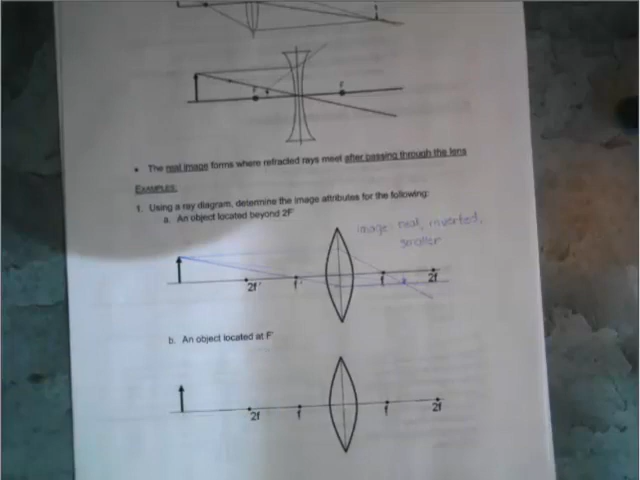 F
F
• The real image forms where refracted rays meet after passing through the lens
EXAMPLES:
1. Using a ray diagram, determine the image attributes for the following:
a. An object located beyond 2F'
image: real, inverted,
smaller
2f'
f'
f
2f
b. An object located at F'
2f
f
f
2f